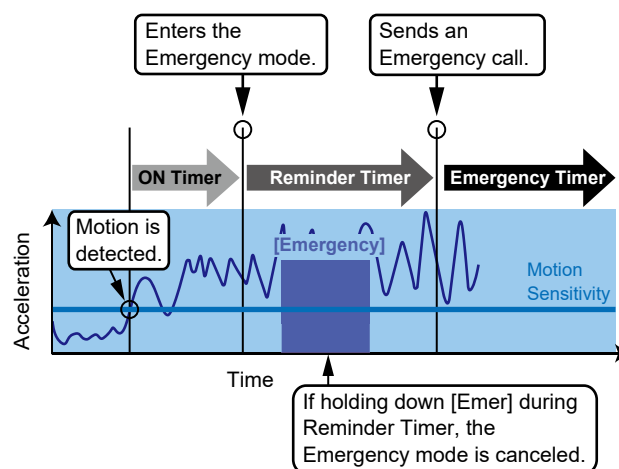 Enters the
Emergency mode.
Sends an
Emergency call.
ON Timer
Reminder Timer
Emergency Timer
Motion is
detected.
[Emergency]
Motion
Sensitivity
Acceleration
Time
If holding down [Emer] during
Reminder Timer, the
Emergency mode is canceled.